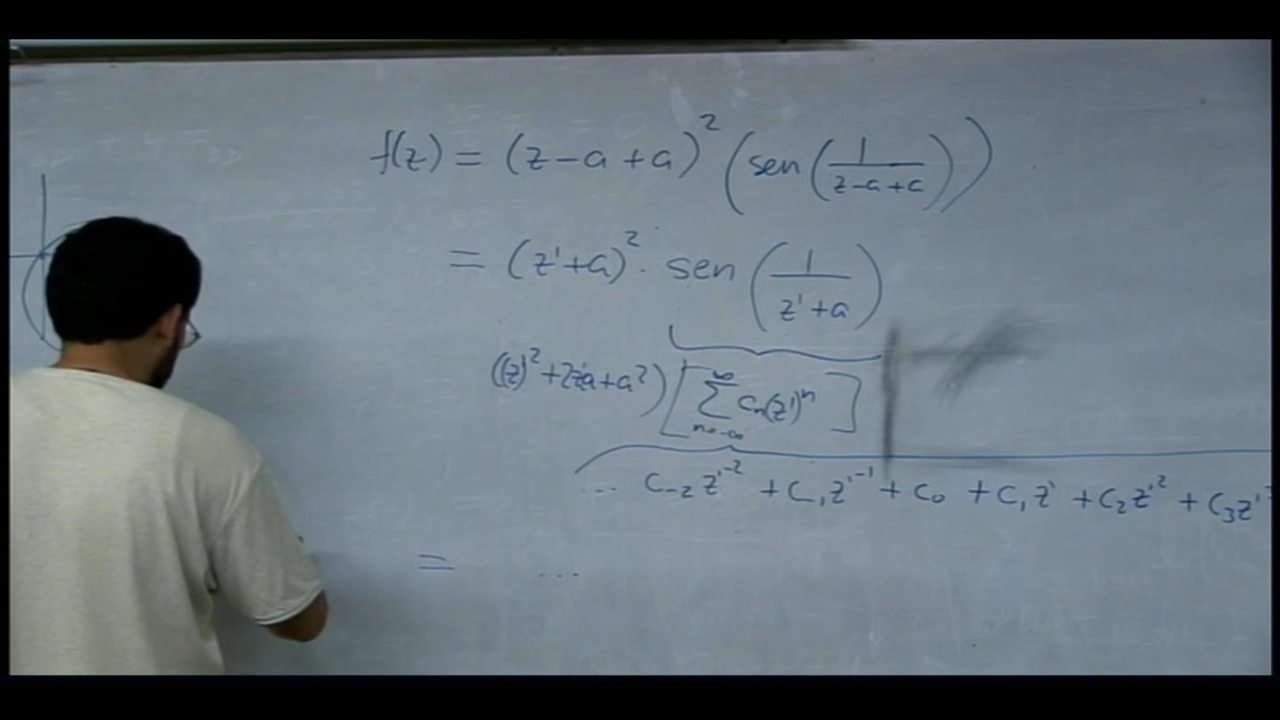 f(z) = (z-a+a)² (sen(1/(z-a+a)))
= (z'+a)² · sen(1/(z'+a))
((z')²+2z'a+a²) [∑_{n=-∞}^{∞} cₙ(z')ⁿ]
... c₋₂z'⁻² + c₋₁z'⁻¹ + c₀ + c₁z' + c₂z'² + c₃z'
= ...